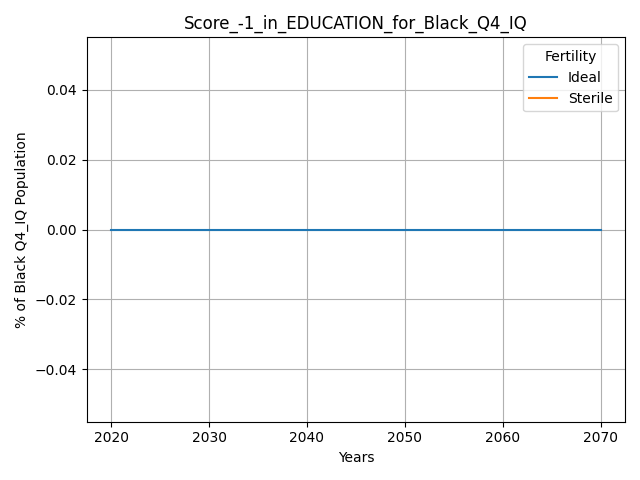 Score_-1_in_EDUCATION_for_Black_Q4_IQ
Fertility
Ideal
Sterile
% of Black Q4_IQ Population
0.04
0.02
0.00
−0.02
−0.04
2020 2030 2040 2050 2060 2070
Years